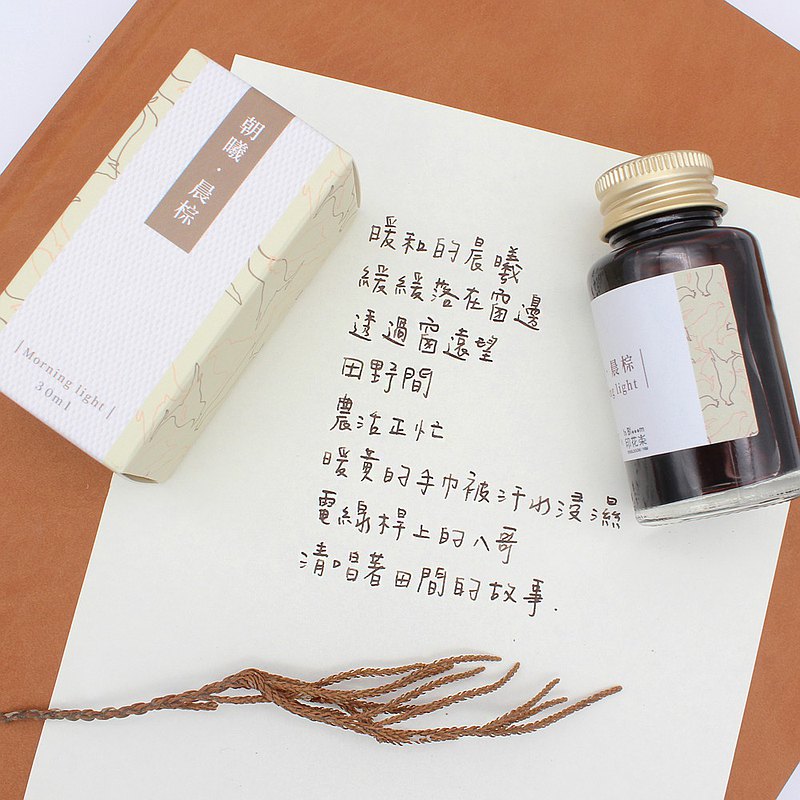 朝曦·晨棕
| Morning light |
30ml
暖和的晨曦
緩緩落在窗邊
透過窗遠望
田野間
農活正忙
暖黃的手巾被汗水浸濕
電線桿上的八哥
清唱著田間的故事.
晨棕 |
light |
in Bloom
印花樂